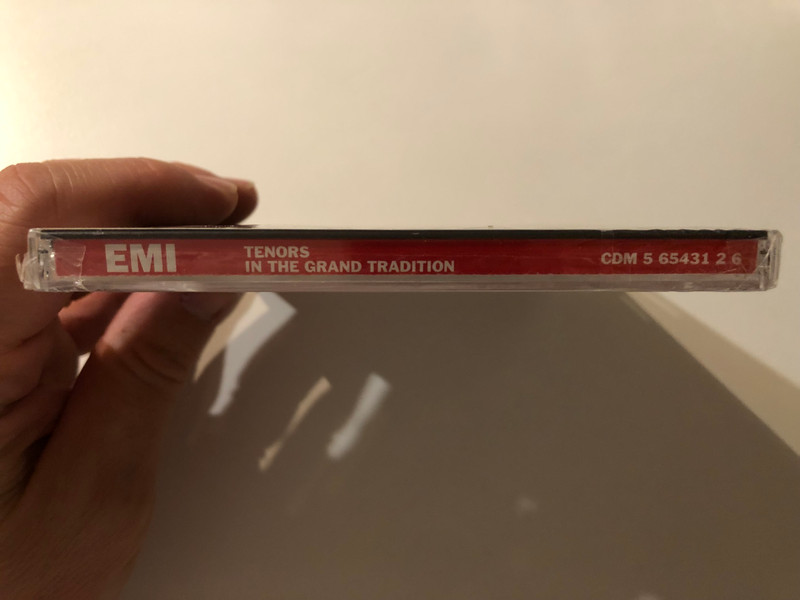 EMI
TENORS
IN THE GRAND TRADITION
CDM 5 65431 2 6